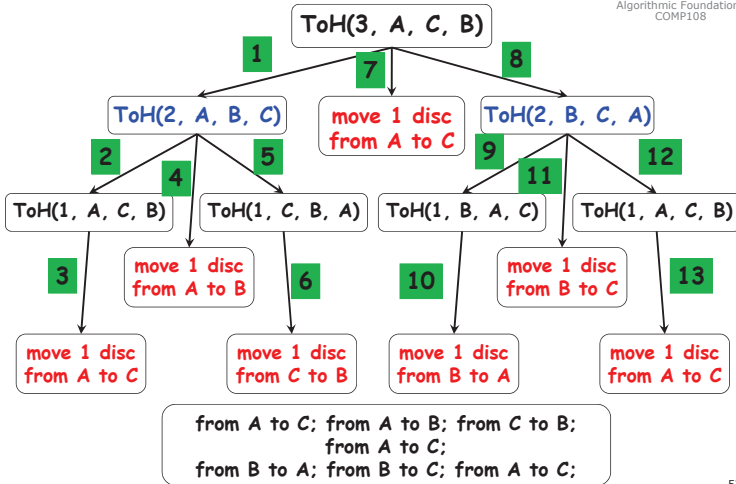 Algorithmic Foundation
COMP108
ToH(3, A, C, B)
1
7
8
ToH(2, A, B, C)
move 1 disc
from A to C
ToH(2, B, C, A)
2
4
5
9
11
12
ToH(1, A, C, B)
ToH(1, C, B, A)
ToH(1, B, A, C)
ToH(1, A, C, B)
3
move 1 disc
from A to B
6
10
move 1 disc
from B to C
13
move 1 disc
from A to C
move 1 disc
from C to B
move 1 disc
from B to A
move 1 disc
from A to C
from A to C; from A to B; from C to B;
from A to C;
from B to A; from B to C; from A to C;